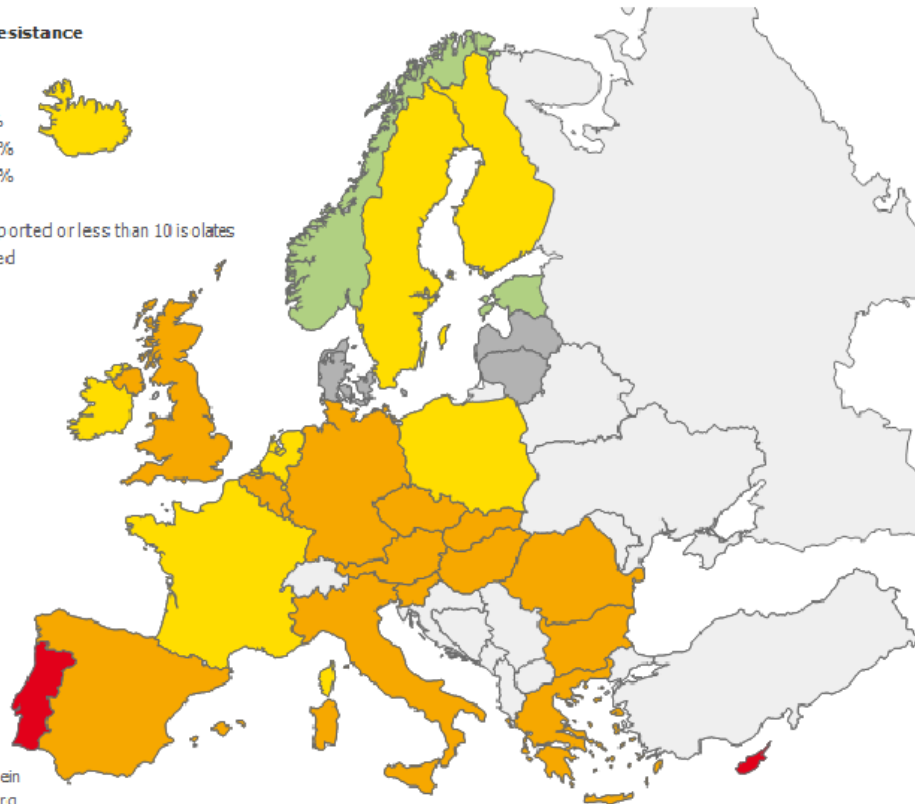 esistance
%
%
%
ported or less than 10 isolates
ed
ein
rg